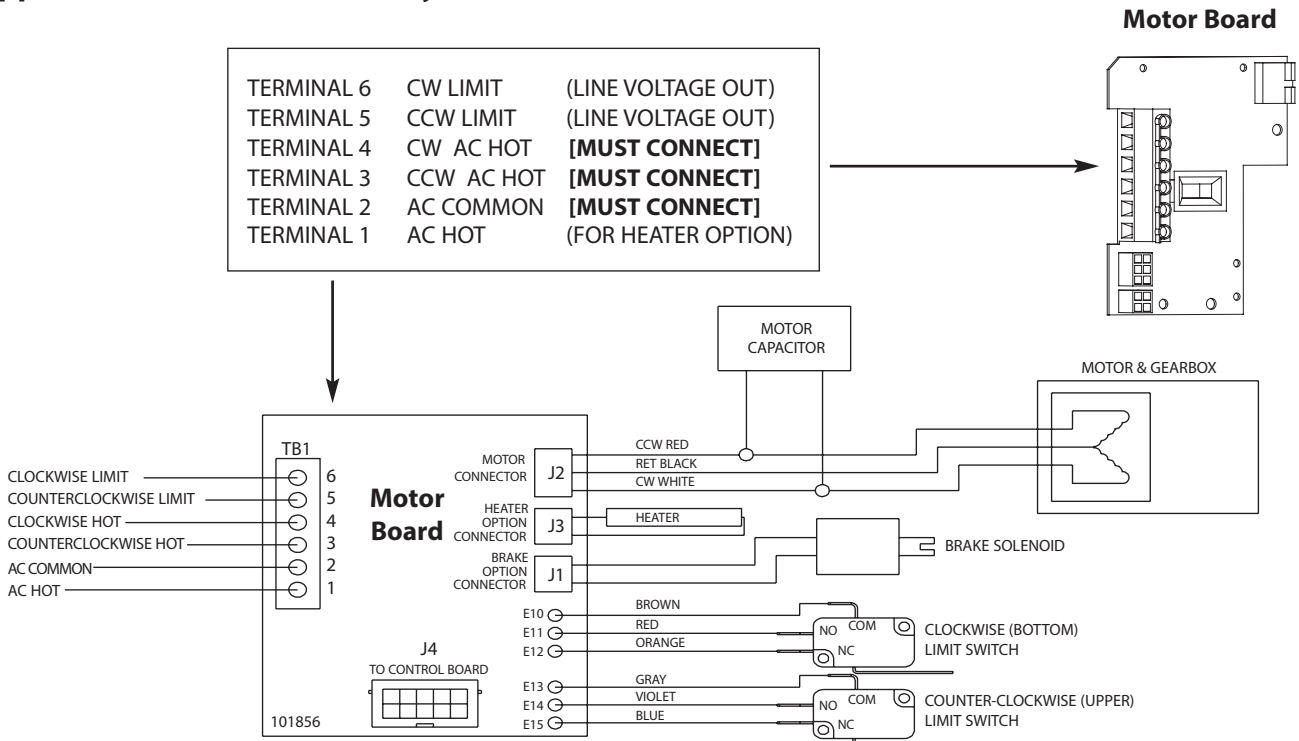 Motor Board
TERMINAL 6 CW LIMIT (LINE VOLTAGE OUT)
TERMINAL 5 CCW LIMIT (LINE VOLTAGE OUT)
TERMINAL 4 CW AC HOT [MUST CONNECT]
TERMINAL 3 CCW AC HOT [MUST CONNECT]
TERMINAL 2 AC COMMON [MUST CONNECT]
TERMINAL 1 AC HOT (FOR HEATER OPTION)
MOTOR
CAPACITOR
MOTOR & GEARBOX
TB1
CLOCKWISE LIMIT 6
COUNTERCLOCKWISE LIMIT 5
CLOCKWISE HOT 4
COUNTERCLOCKWISE HOT 3
AC COMMON 2
AC HOT 1
Motor
Board
MOTOR
CONNECTOR
J2
CCW RED
RET BLACK
CW WHITE
HEATER
OPTION
CONNECTOR
J3
HEATER
BRAKE
OPTION
CONNECTOR
J1
BRAKE SOLENOID
E10 BROWN
E11 RED
E12 ORANGE
NO COM
NC
CLOCKWISE (BOTTOM)
LIMIT SWITCH
J4
TO CONTROL BOARD
E13 GRAY
E14 VIOLET
E15 BLUE
NO COM
NC
COUNTER-CLOCKWISE (UPPER)
LIMIT SWITCH
101856